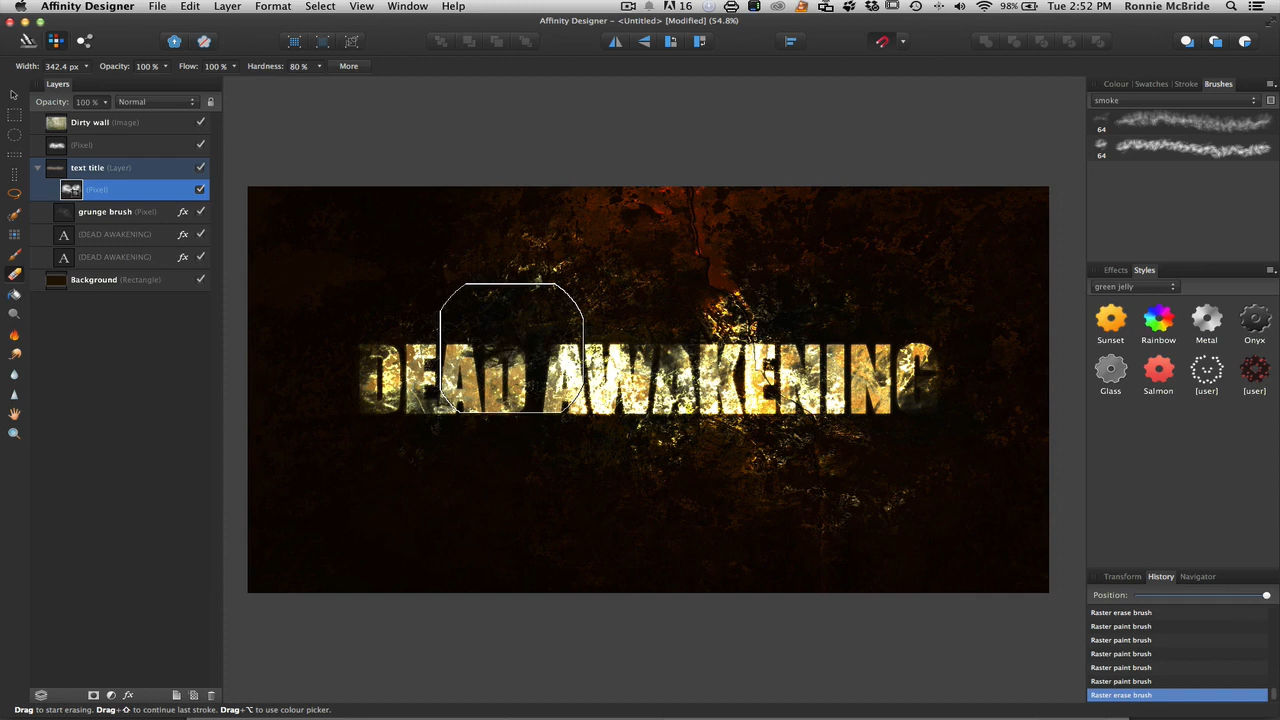 Affinity Designer File Edit Layer Format Select View Window Help 16 98% Tue 2:52 PM Ronnie McBride
Affinity Designer – <Untitled> [Modified] (54.8%)
Width: 342.4 px Opacity: 100 % Flow: 100 % Hardness: 80 % More
Layers
Opacity: 100 % Normal
Dirty wall (Image)
(Pixel)
text title (Layer)
(Pixel)
grunge brush (Pixel) fx
A (DEAD AWAKENING) fx
A (DEAD AWAKENING) fx
Background (Rectangle)
DEAD AWAKENING
Colour Swatches Stroke Brushes
smoke
64
64
Effects Styles
green jelly
Sunset Rainbow Metal Onyx
Glass Salmon [user] [user]
Transform History Navigator
Position:
Raster erase brush
Raster paint brush
Raster paint brush
Raster paint brush
Raster paint brush
Raster paint brush
Raster erase brush
fx
Drag to start erasing. Drag+⇧ to continue last stroke. Drag+⌥ to use colour picker.